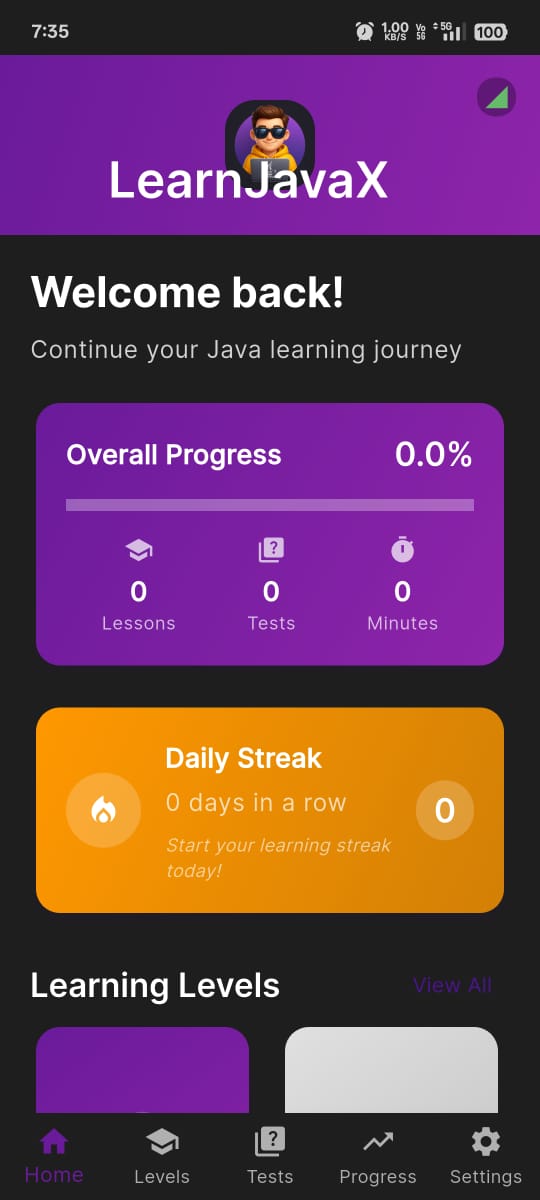 7:35
1.00
KB/S
Vo
5G
5G
100
LearnJavaX
Welcome back!
Continue your Java learning journey
Overall Progress
0.0%
0
0
0
Lessons
Tests
Minutes
Daily Streak
0 days in a row
0
Start your learning streak
today!
Learning Levels
View All
Home
Levels
Tests
Progress
Settings